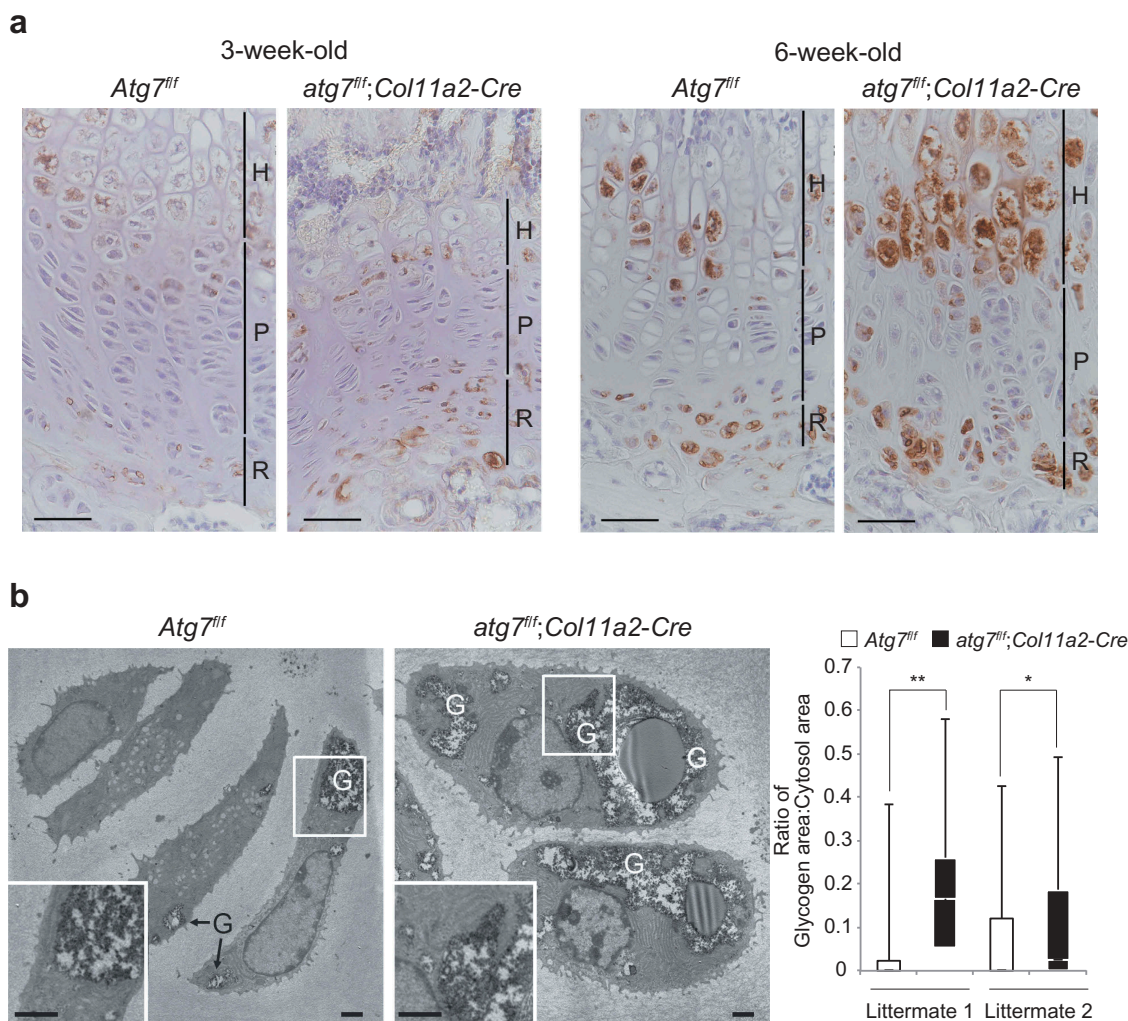 a
3-week-old
6-week-old
Atg7f/f
atg7f/f;Col11a2-Cre
Atg7f/f
atg7f/f;Col11a2-Cre
H
P
R
H
P
R
H
P
R
H
P
R
b
Atg7f/f
atg7f/f;Col11a2-Cre
G
G
G
G
G
G
Atg7f/f
atg7f/f;Col11a2-Cre
Ratio of
Glycogen area:Cytosol area
0.7
0.6
0.5
0.4
0.3
0.2
0.1
0
**
*
Littermate 1
Littermate 2